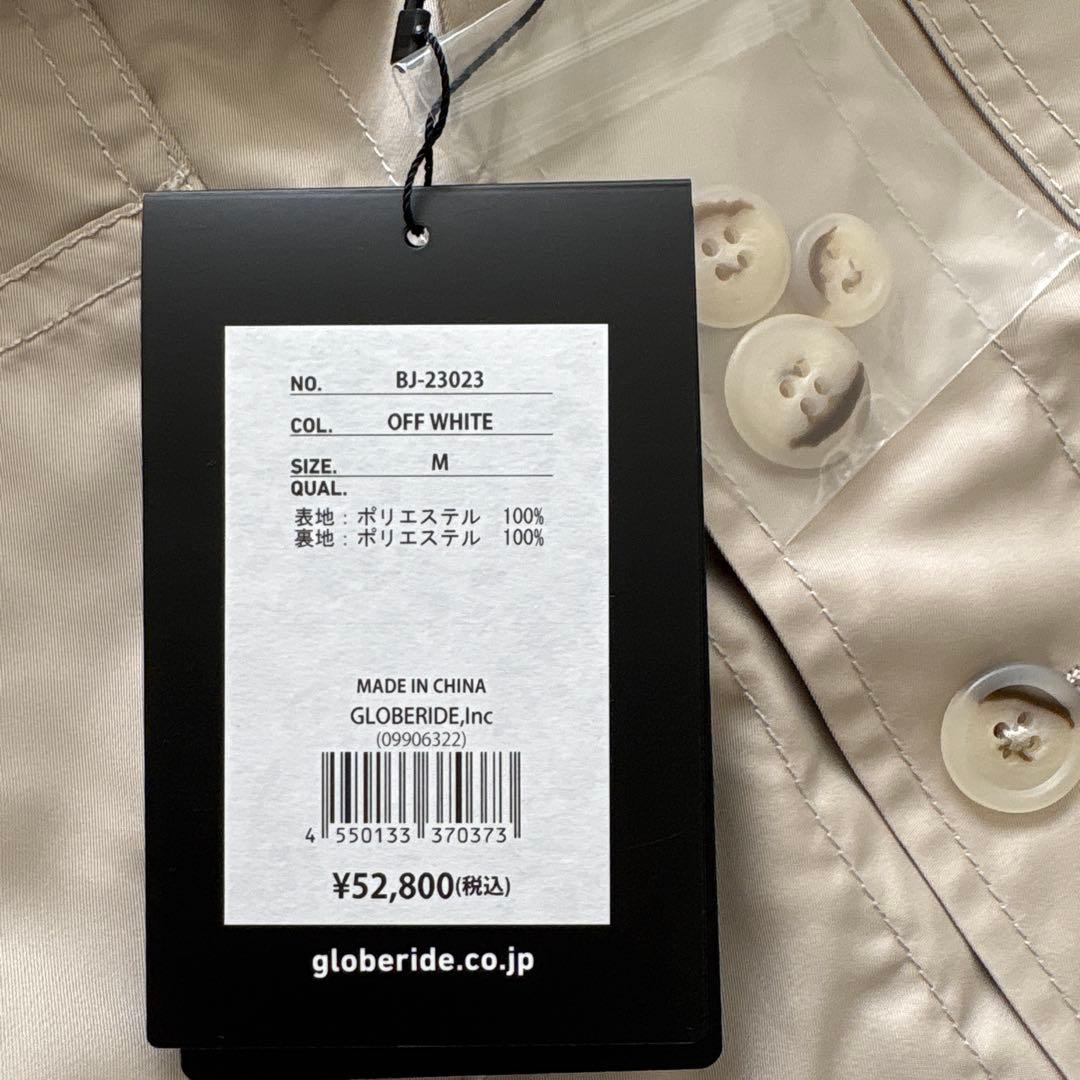 NO. BJ-23023
COL. OFF WHITE
SIZE. M
QUAL.
表地：ポリエステル 100%
裏地：ポリエステル 100%
MADE IN CHINA
GLOBERIDE,Inc
(09906322)
4 550133 370373
¥52,800(税込)
globeride.co.jp